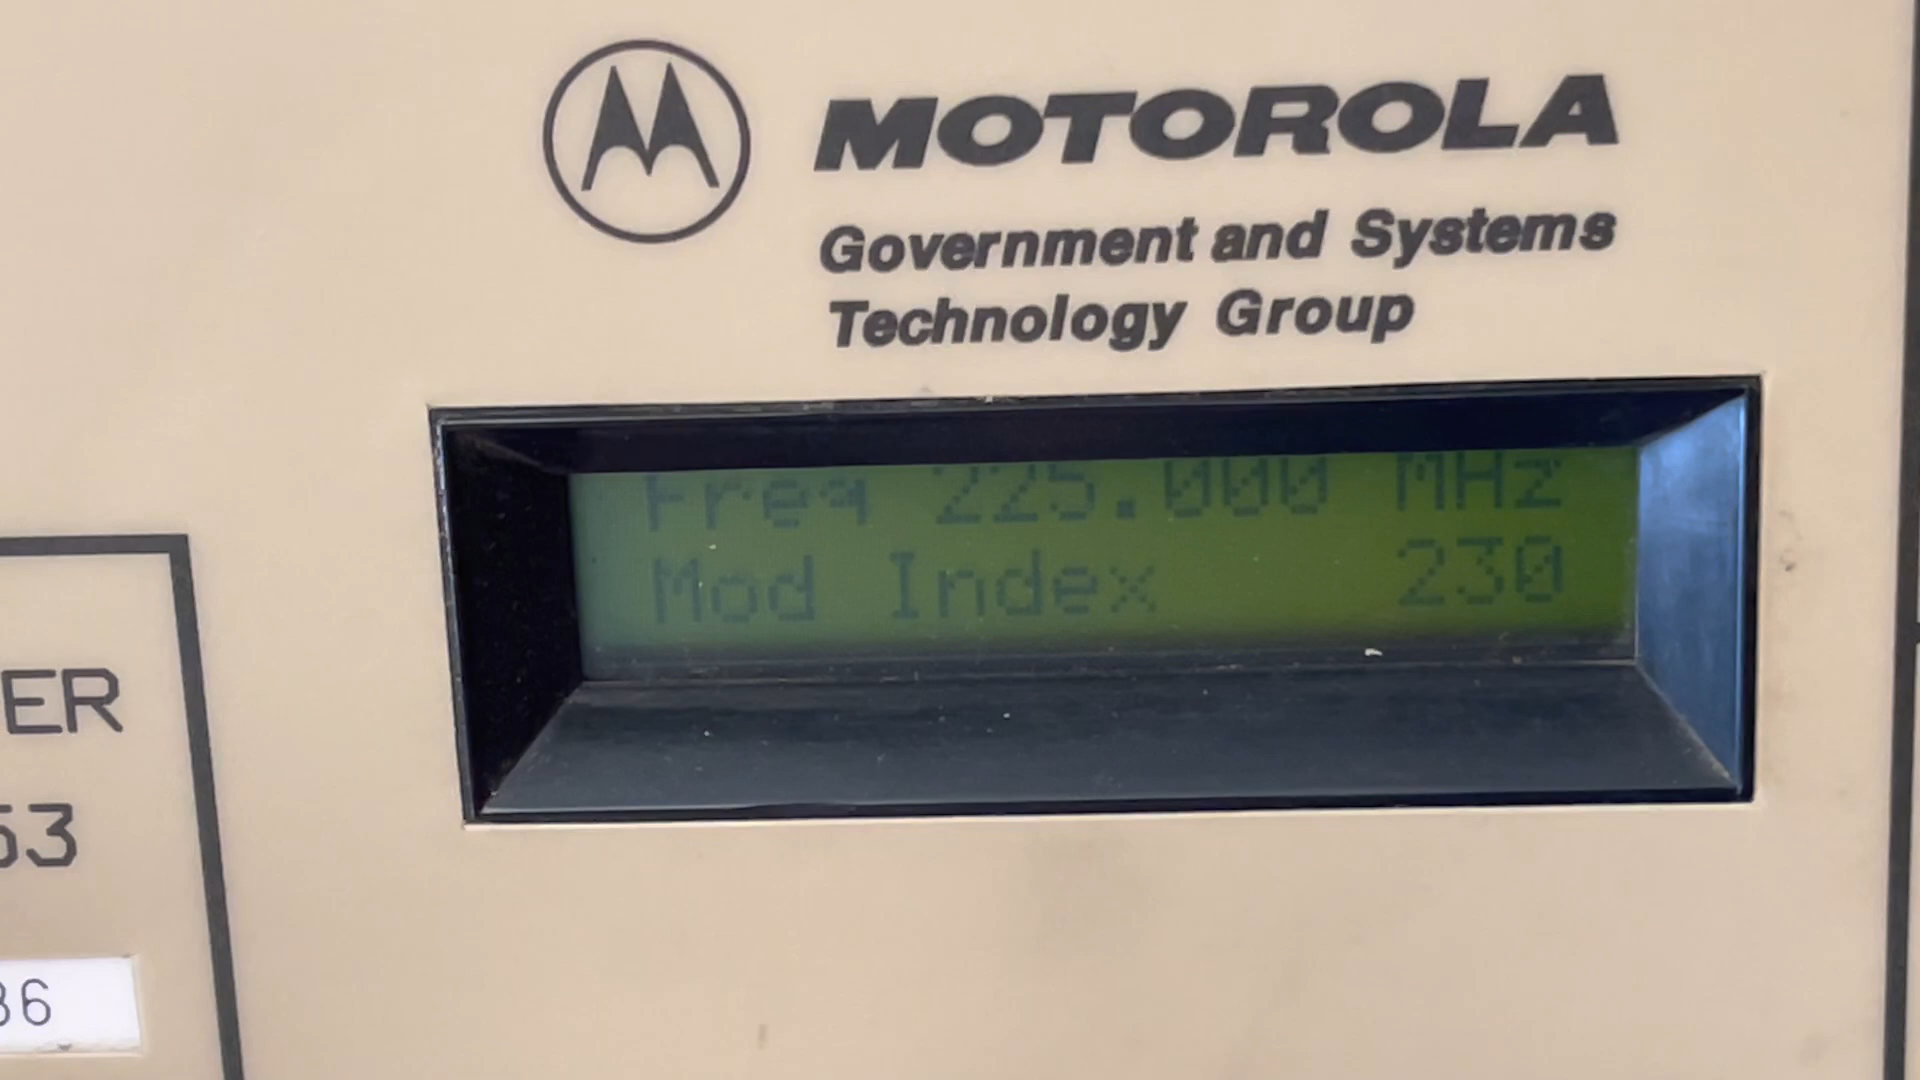 MOTOROLA
Government and Systems
Technology Group
Freq 225.000 MHz
Mod Index 230
ER
53
36